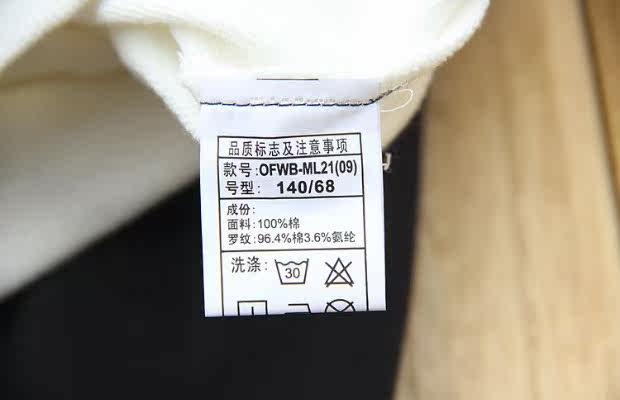 品质标志及注意事项
款号:OFWB-ML21(09)
号型: 140/68
成份:
面料:100%棉
罗纹:96.4%棉3.6%氨纶
洗涤: 30